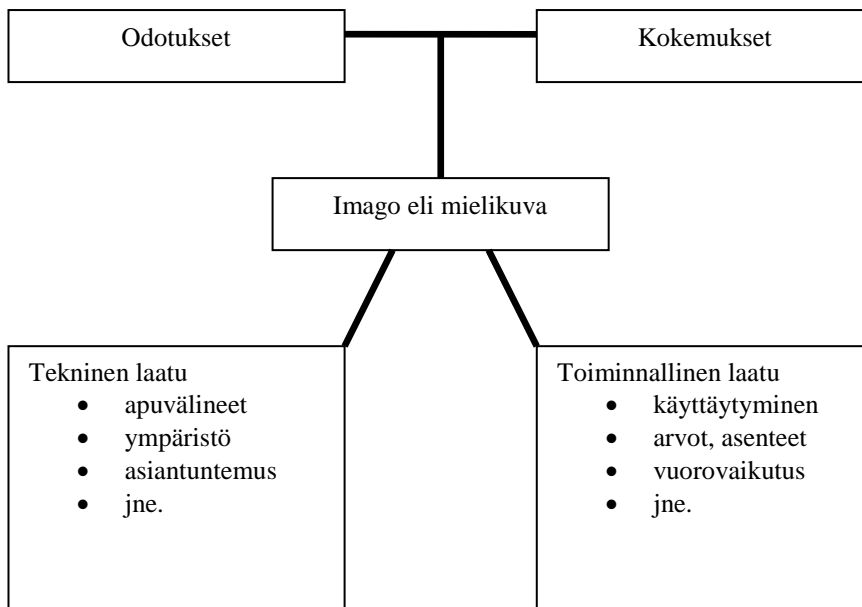 Odotukset
Kokemukset
Imago eli mielikuva
Tekninen laatu
• apuvälineet
• ympäristö
• asiantuntemus
• jne.
Toiminnallinen laatu
• käyttäytyminen
• arvot, asenteet
• vuorovaikutus
• jne.